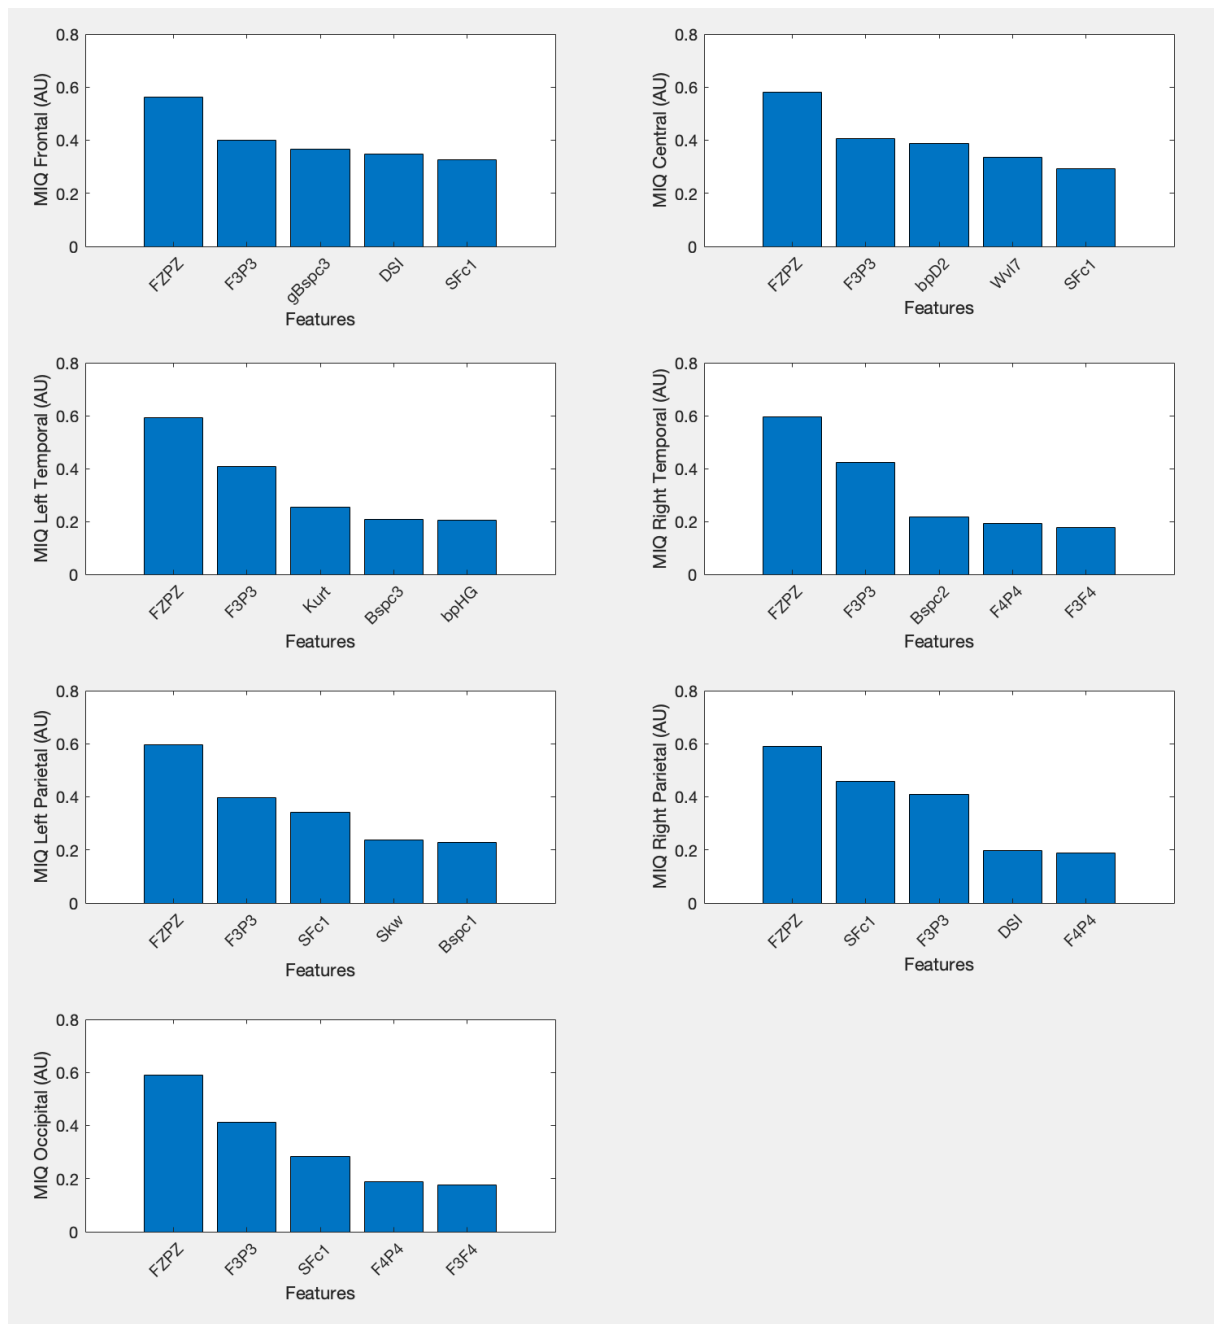 MIQ Frontal (AU)
0.8
0.6
0.4
0.2
0
FZPZ
F3P3
gBspc3
DSI
SFc1
Features
MIQ Central (AU)
0.8
0.6
0.4
0.2
0
FZPZ
F3P3
bpD2
Wvl7
SFc1
Features
MIQ Left Temporal (AU)
0.8
0.6
0.4
0.2
0
FZPZ
F3P3
Kurt
Bspc3
bpHG
Features
MIQ Right Temporal (AU)
0.8
0.6
0.4
0.2
0
FZPZ
F3P3
Bspc2
F4P4
F3F4
Features
MIQ Left Parietal (AU)
0.8
0.6
0.4
0.2
0
FZPZ
F3P3
SFc1
Skw
Bspc1
Features
MIQ Right Parietal (AU)
0.8
0.6
0.4
0.2
0
FZPZ
SFc1
F3P3
DSI
F4P4
Features
MIQ Occipital (AU)
0.8
0.6
0.4
0.2
0
FZPZ
F3P3
SFc1
F4P4
F3F4
Features